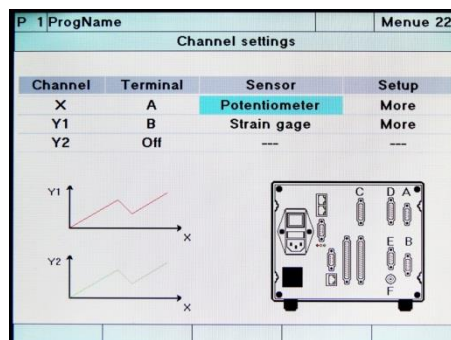 P 1 ProgName Menue 22
Channel settings
Channel Terminal Sensor Setup
X A Potentiometer More
Y1 B Strain gage More
Y2 Off --- ---
Y1
X
Y2
X
C D A
E B
F